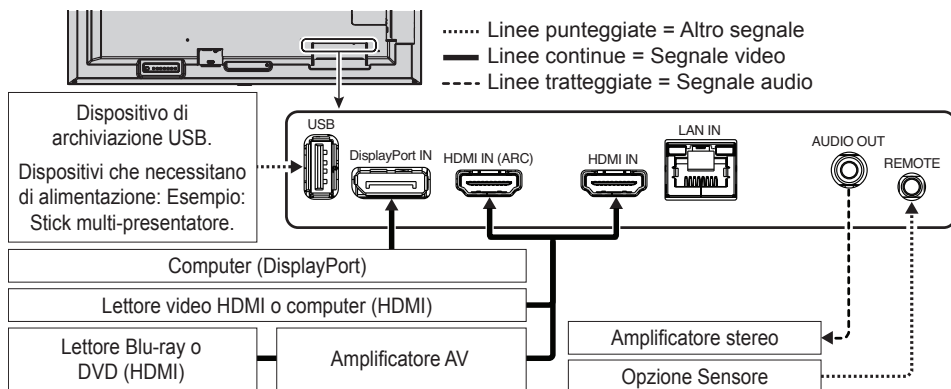 Linee punteggiate = Altro segnale
Linee continue = Segnale video
Linee tratteggiate = Segnale audio
Dispositivo di
archiviazione USB.
Dispositivi che necessitano
di alimentazione: Esempio:
Stick multi-presentatore.
USB
DisplayPort IN
HDMI IN (ARC)
HDMI IN
LAN IN
AUDIO OUT
REMOTE
Computer (DisplayPort)
Lettore video HDMI o computer (HDMI)
Lettore Blu-ray o
DVD (HDMI)
Amplificatore AV
Amplificatore stereo
Opzione Sensore